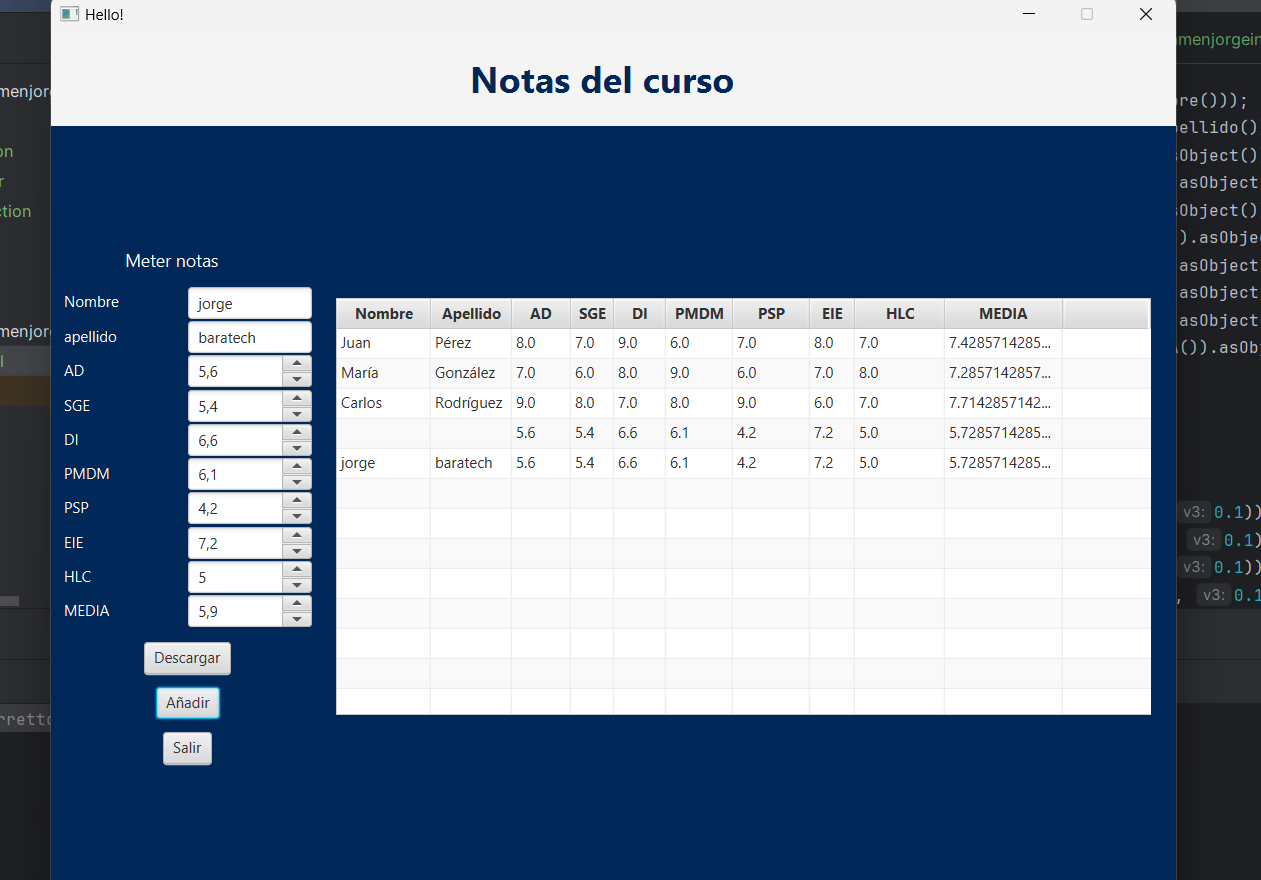 Hello!
Notas del curso
Meter notas
Nombre jorge
apellido baratech
AD 5,6
SGE 5,4
DI 6,6
PMDM 6,1
PSP 4,2
EIE 7,2
HLC 5
MEDIA 5,9
Descargar
Añadir
Salir
Nombre Apellido AD SGE DI PMDM PSP EIE HLC MEDIA
Juan Pérez 8.0 7.0 9.0 6.0 7.0 8.0 7.0 7.4285714285...
María González 7.0 6.0 8.0 9.0 6.0 7.0 8.0 7.2857142857...
Carlos Rodríguez 9.0 8.0 7.0 8.0 9.0 6.0 7.0 7.7142857142...
5.6 5.4 6.6 6.1 4.2 7.2 5.0 5.7285714285...
jorge baratech 5.6 5.4 6.6 6.1 4.2 7.2 5.0 5.7285714285...
menjorgein
re()));
ellido()
Object()
asObject
Object()
).asObje
asObject
asObject
asObject
()).asObj
v3: 0.1))
v3: 0.1)
v3: 0.1))
, v3: 0.1
menjor
on
r
ction
menjor
l
rretto